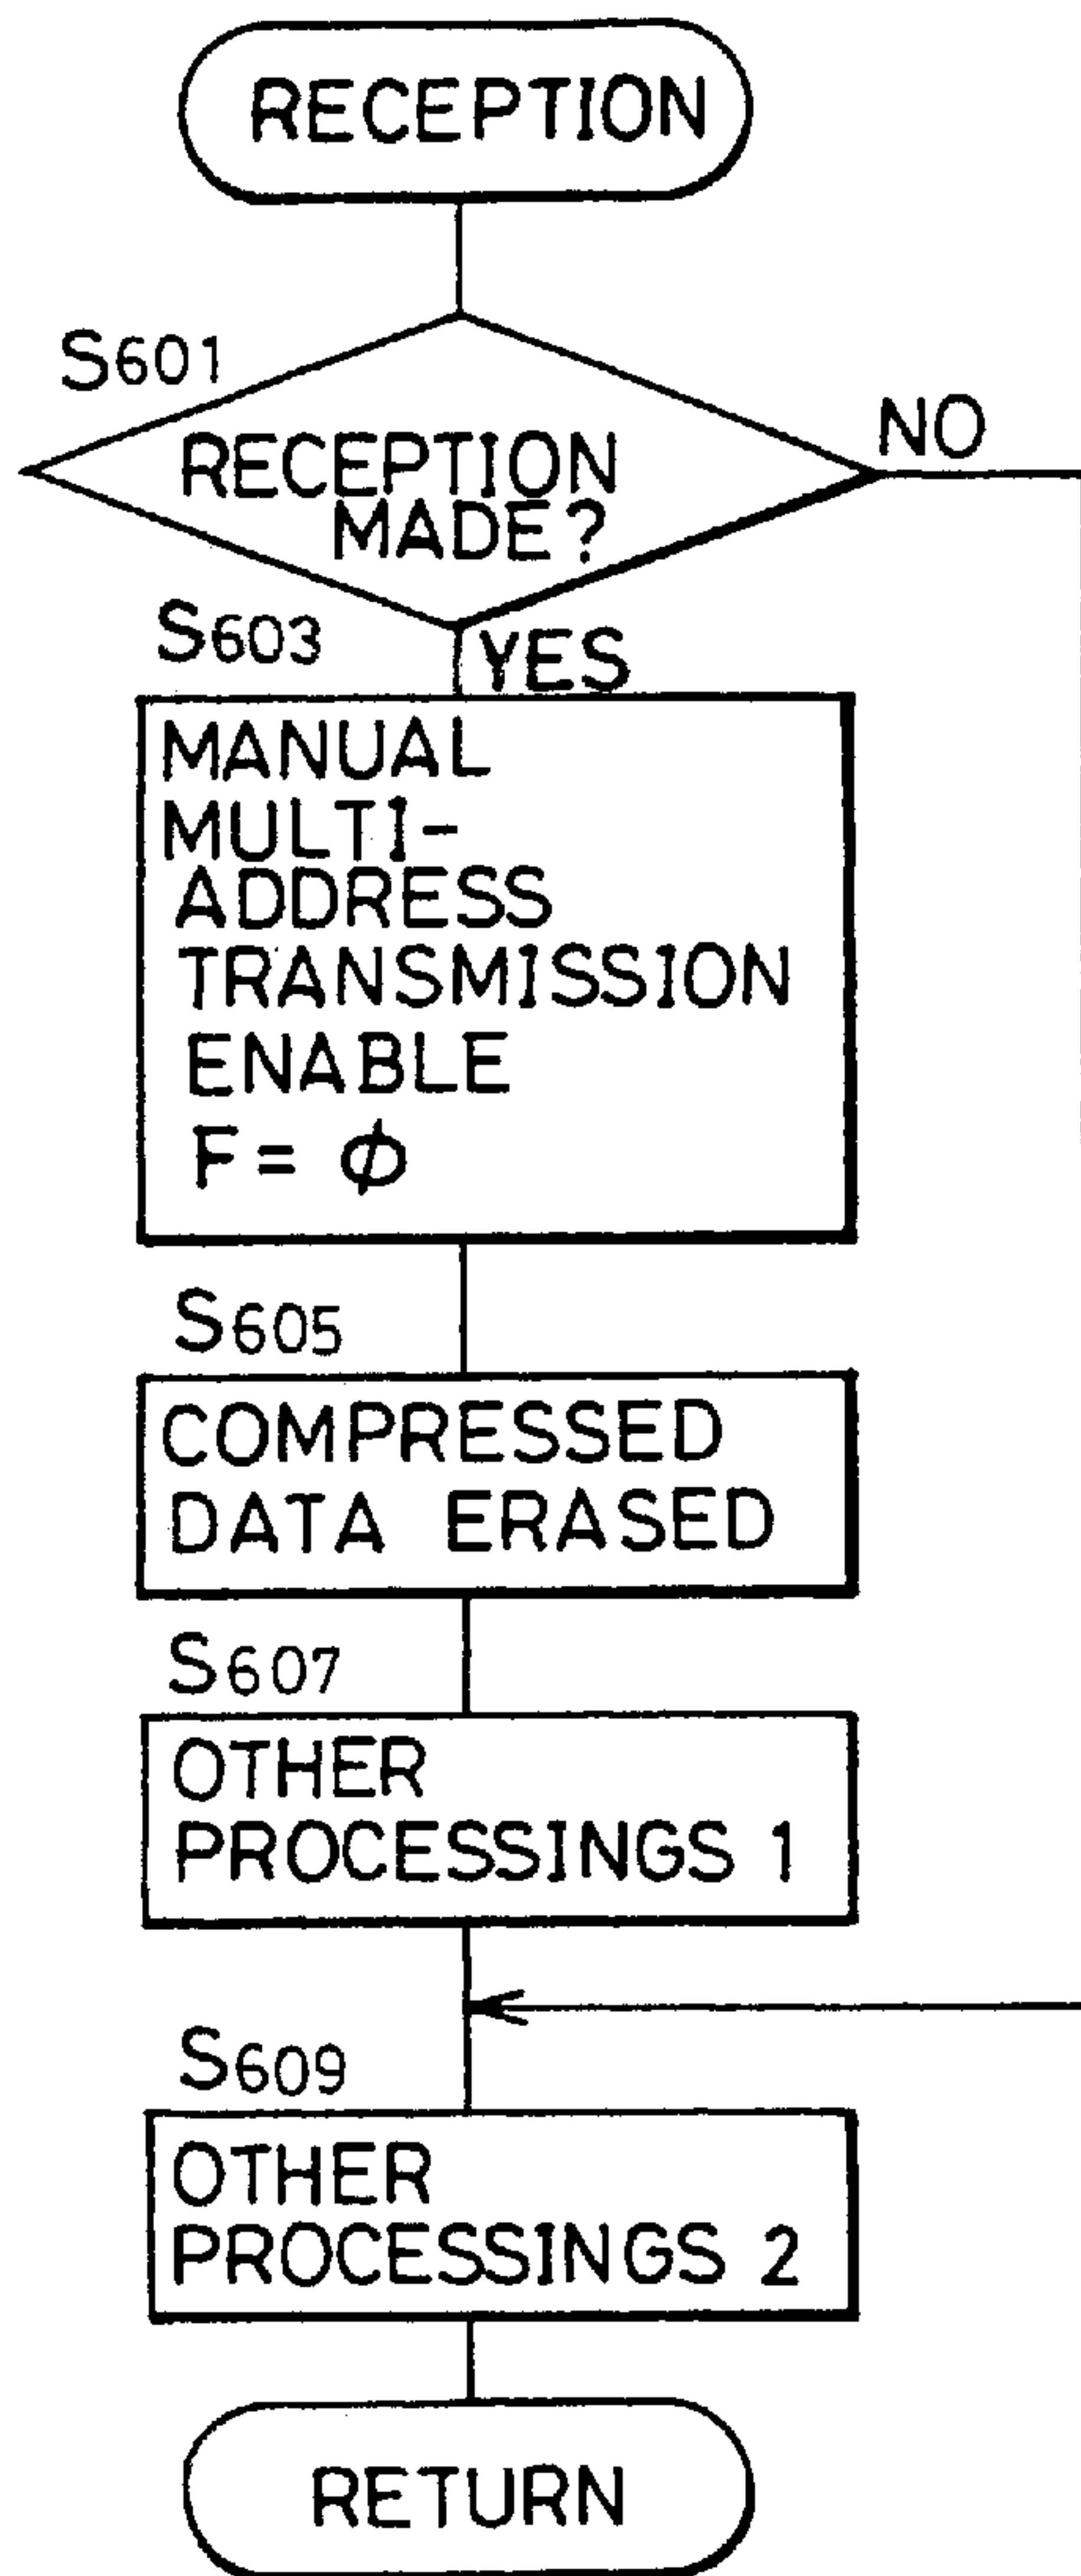 RECEPTION
S601
RECEPTION
MADE?
NO
S603
YES
MANUAL
MULTI-
ADDRESS
TRANSMISSION
ENABLE
F= ϕ
S605
COMPRESSED
DATA ERASED
S607
OTHER
PROCESSINGS 1
S609
OTHER
PROCESSINGS 2
RETURN